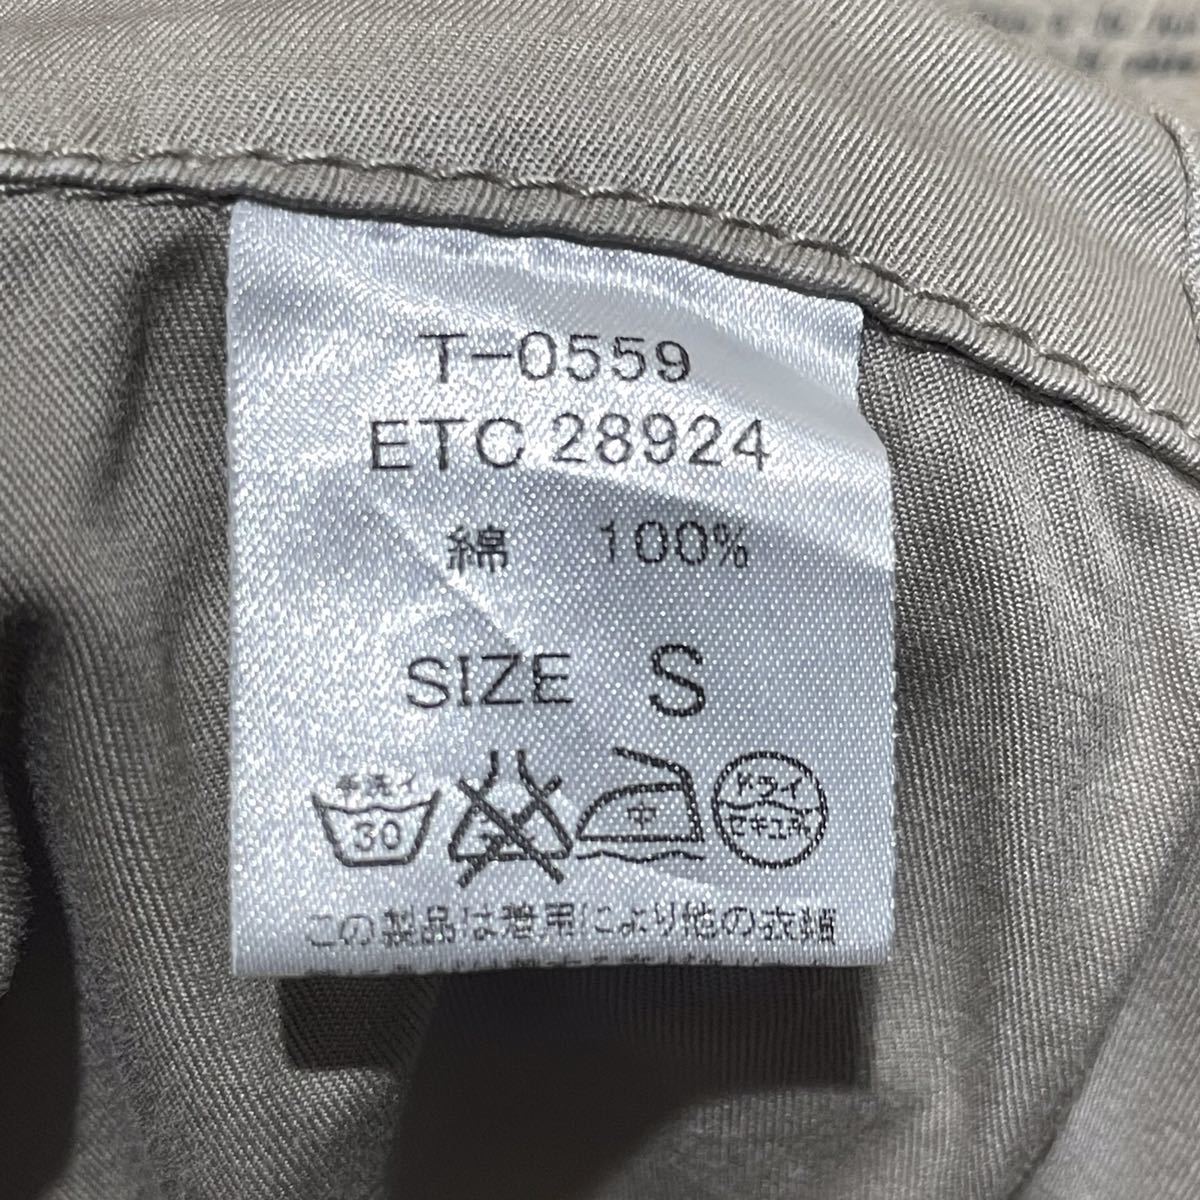 T-0559
ETC 28924
綿 100%
SIZE S
手洗イ
30
中
ドライ
セキユ系
この製品は着用により他の衣類